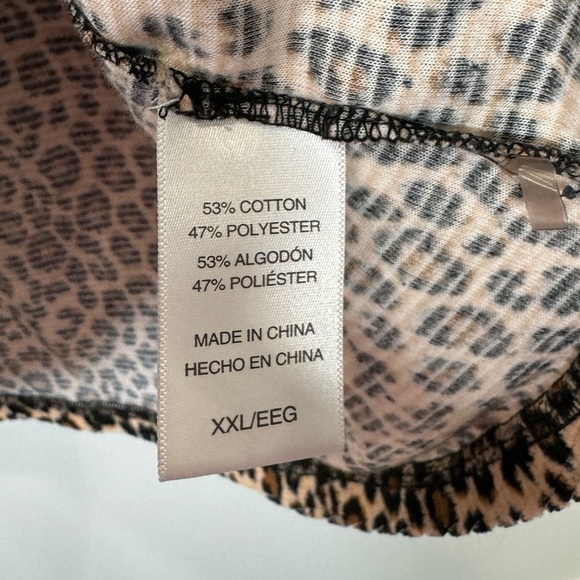 53% COTTON
47% POLYESTER
53% ALGODÓN
47% POLIÉSTER
MADE IN CHINA
HECHO EN CHINA
XXL/EEG